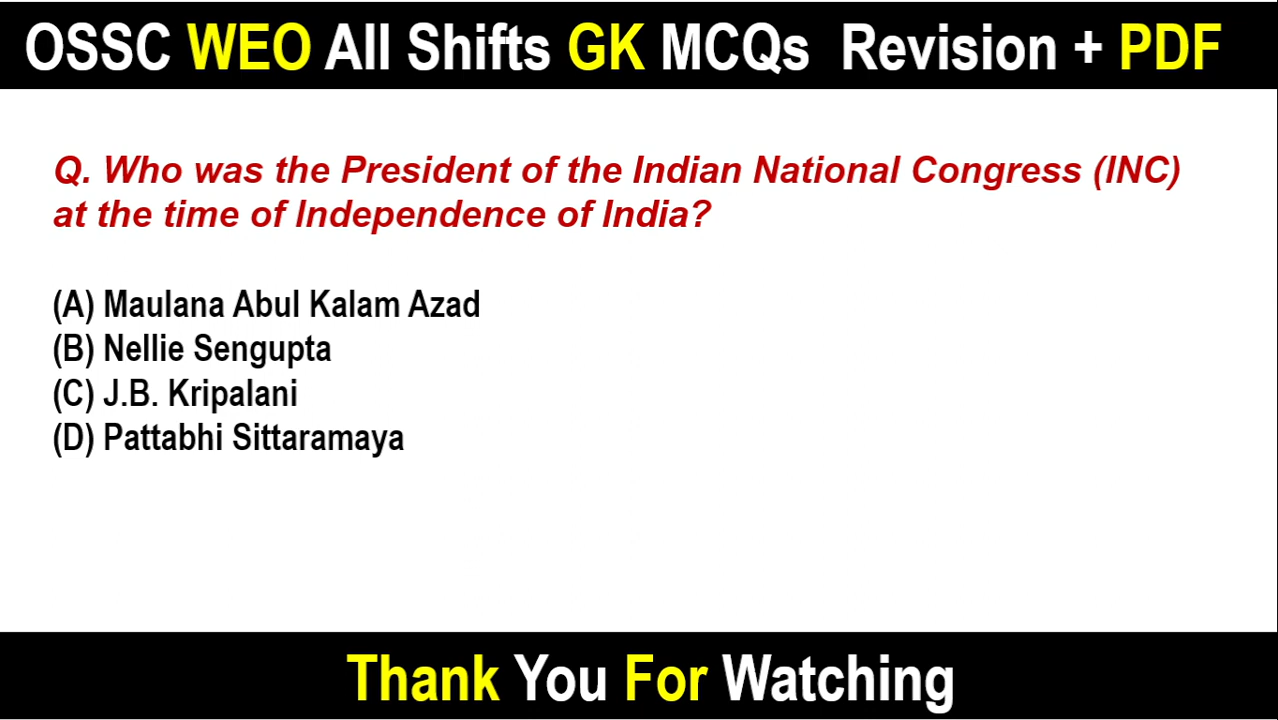 OSSC WEO All Shifts GK MCQs Revision + PDF
Q. Who was the President of the Indian National Congress (INC)
at the time of Independence of India?
(A) Maulana Abul Kalam Azad
(B) Nellie Sengupta
(C) J.B. Kripalani
(D) Pattabhi Sittaramaya
Thank You For Watching